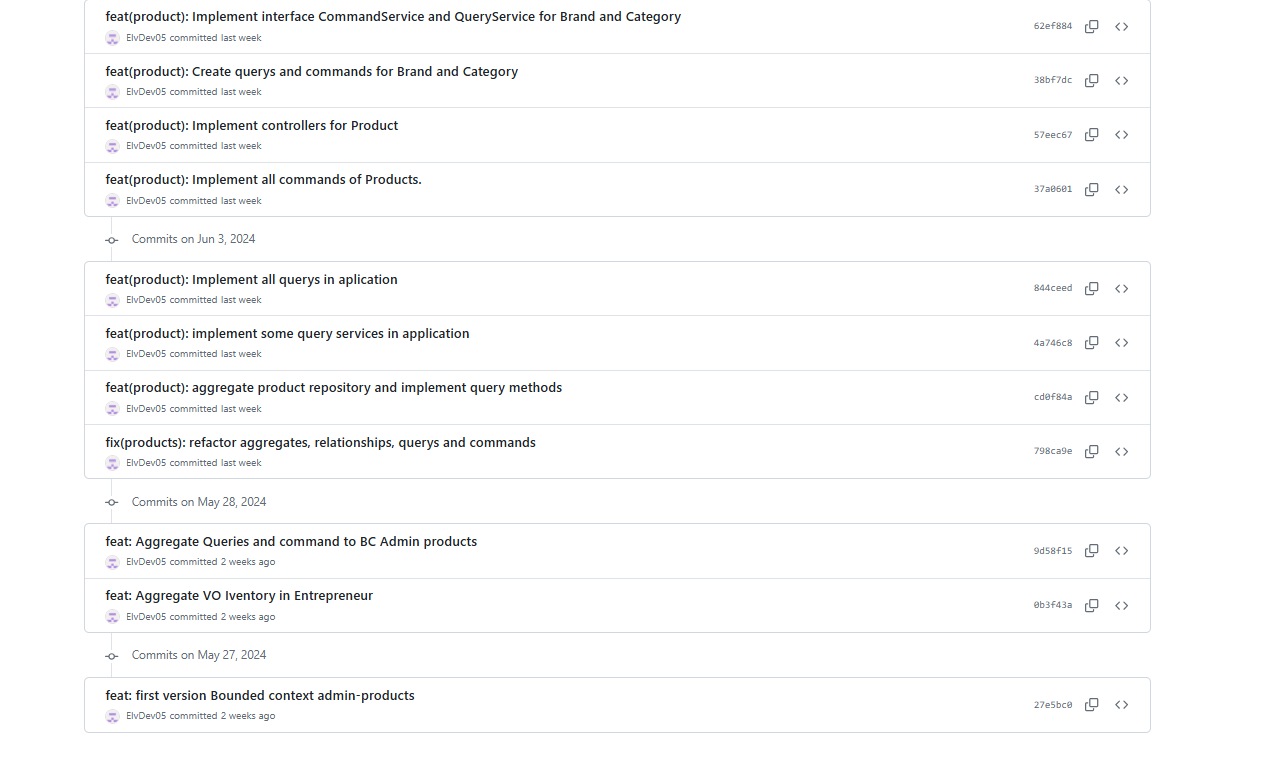 feat(product): Implement interface CommandService and QueryService for Brand and Category
62ef884
ElvDev05 committed last week
feat(product): Create querys and commands for Brand and Category
38bf7dc
ElvDev05 committed last week
feat(product): Implement controllers for Product
57eec67
ElvDev05 committed last week
feat(product): Implement all commands of Products.
37a0601
ElvDev05 committed last week
Commits on Jun 3, 2024
feat(product): Implement all querys in aplication
844ceed
ElvDev05 committed last week
feat(product): implement some query services in application
4a746c8
ElvDev05 committed last week
feat(product): aggregate product repository and implement query methods
cd0f84a
ElvDev05 committed last week
fix(products): refactor aggregates, relationships, querys and commands
798ca9e
ElvDev05 committed last week
Commits on May 28, 2024
feat: Aggregate Queries and command to BC Admin products
9d58f15
ElvDev05 committed 2 weeks ago
feat: Aggregate VO Iventory in Entrepreneur
0b3f43a
ElvDev05 committed 2 weeks ago
Commits on May 27, 2024
feat: first version Bounded context admin-products
27e5bc0
ElvDev05 committed 2 weeks ago